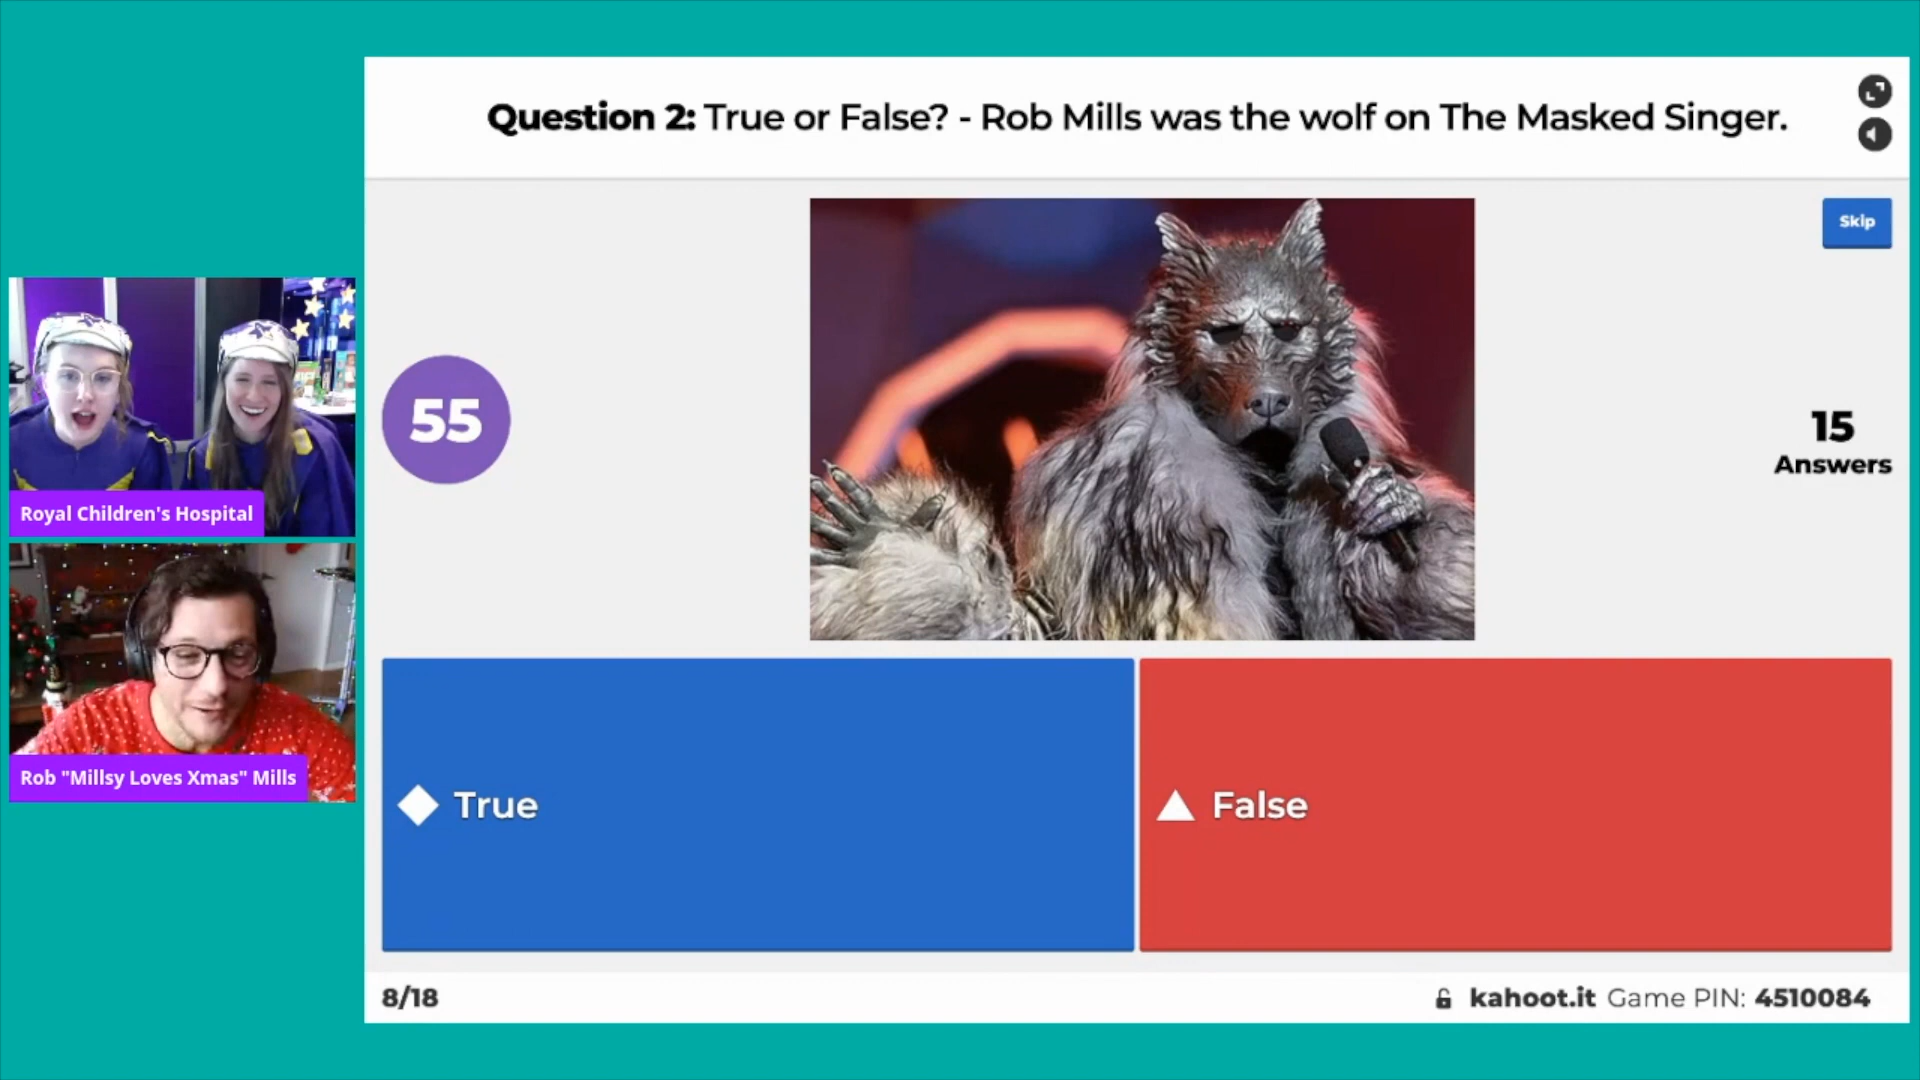 Question 2: True or False? - Rob Mills was the wolf on The Masked Singer.
Skip
55
15
Answers
Royal Children's Hospital
Rob "Millsy Loves Xmas" Mills
True
False
8/18
kahoot.it Game PIN: 4510084